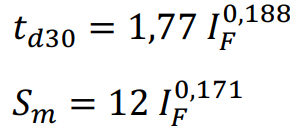 t_{d30} = 1,77 I_F^{0,188}
S_m = 12 I_F^{0,171}